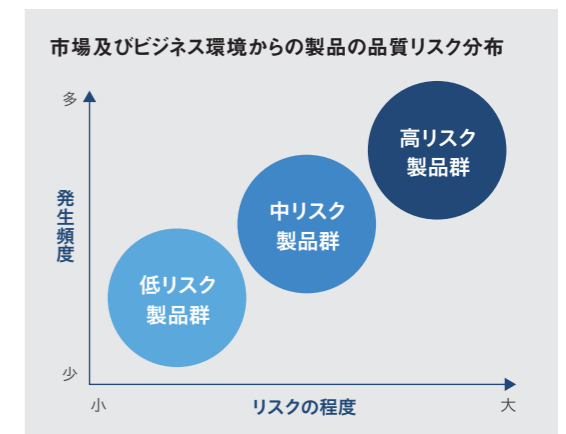 市場及びビジネス環境からの製品の品質リスク分布
多
高リスク
製品群
中リスク
製品群
発生頻度
低リスク
製品群
少
小
リスクの程度
大